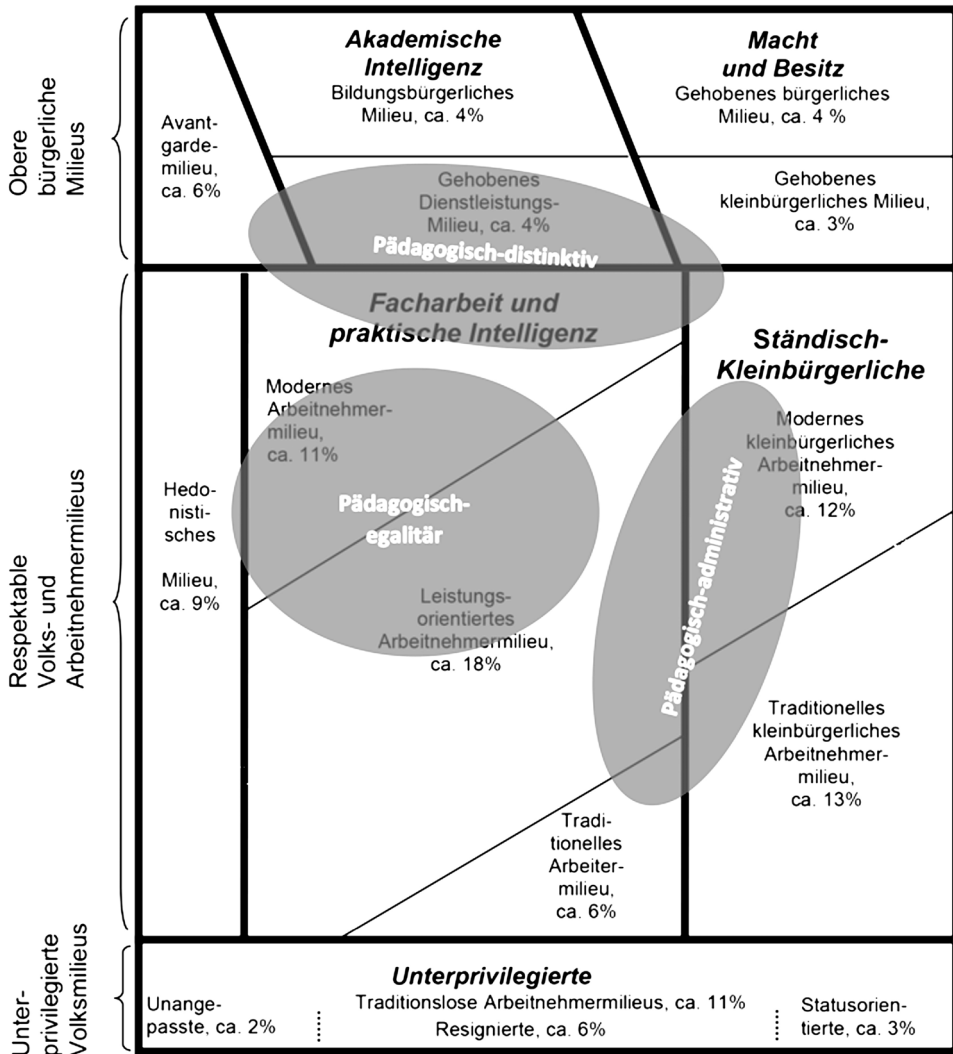 Obere
bürgerliche
Milieus
Avant-
garde-
milieu,
ca. 6%
Akademische
Intelligenz
Bildungsbürgerliches
Milieu, ca. 4%
Macht
und Besitz
Gehobenes bürgerliches
Milieu, ca. 4 %
Gehobenes
Dienstleistungs-
Milieu, ca. 4%
Pädagogisch-distinktiv
Gehobenes
kleinbürgerliches Milieu,
ca. 3%
Respektable
Volks- und
Arbeitnehmermilieus
Hedo-
nisti-
sches
Milieu,
ca. 9%
Facharbeit und
praktische Intelligenz
Modernes
Arbeitnehmer-
milieu,
ca. 11%
Pädagogisch-
egalitär
Leistungs-
orientiertes
Arbeitnehmermilieu,
ca. 18%
Tradi-
tionelles
Arbeiter-
milieu,
ca. 6%
Ständisch-
Kleinbürgerliche
Modernes
kleinbürgerliches
Arbeitnehmer-
milieu,
ca. 12%
Pädagogisch-administrativ
Traditionelles
kleinbürgerliches
Arbeitnehmer-
milieu,
ca. 13%
Unter-
privilegierte
Volksmilieus
Unterprivilegierte
Traditionslose Arbeitnehmermilieus, ca. 11%
Unange-
passte, ca. 2%
Resignierte, ca. 6%
Statusorien-
tierte, ca. 3%